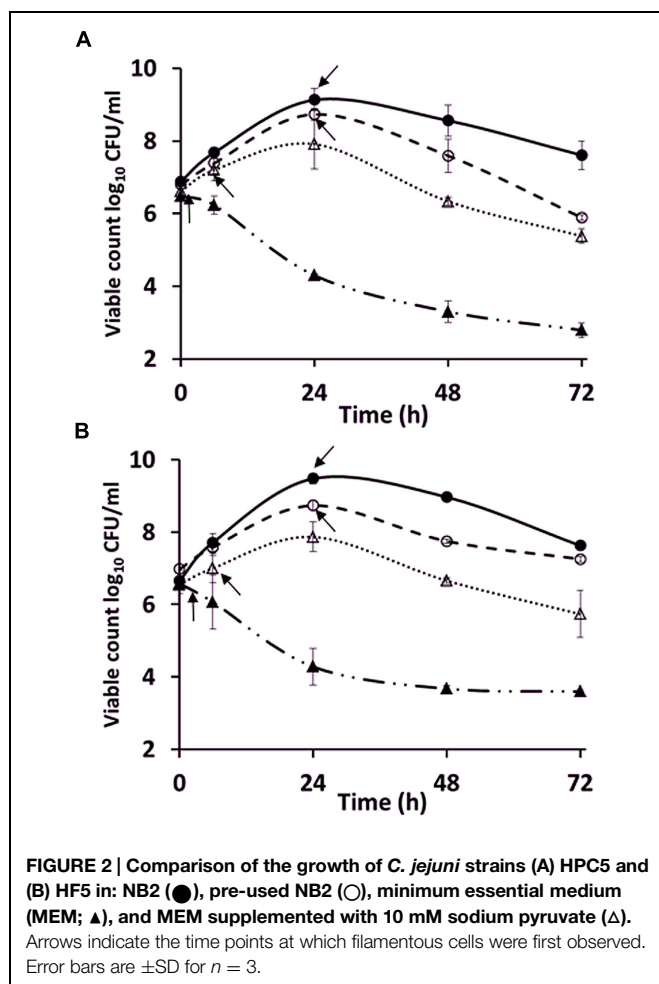 A
10
8
6
4
2
Viable count log₁₀ CFU/ml
0 24 48 72
Time (h)
B
10
8
6
4
2
Viable count log₁₀ CFU/ml
0 24 48 72
Time (h)
FIGURE 2 | Comparison of the growth of C. jejuni strains (A) HPC5 and
(B) HF5 in: NB2 (●), pre-used NB2 (○), minimum essential medium
(MEM; ▲), and MEM supplemented with 10 mM sodium pyruvate (△).
Arrows indicate the time points at which filamentous cells were first observed.
Error bars are ±SD for n = 3.